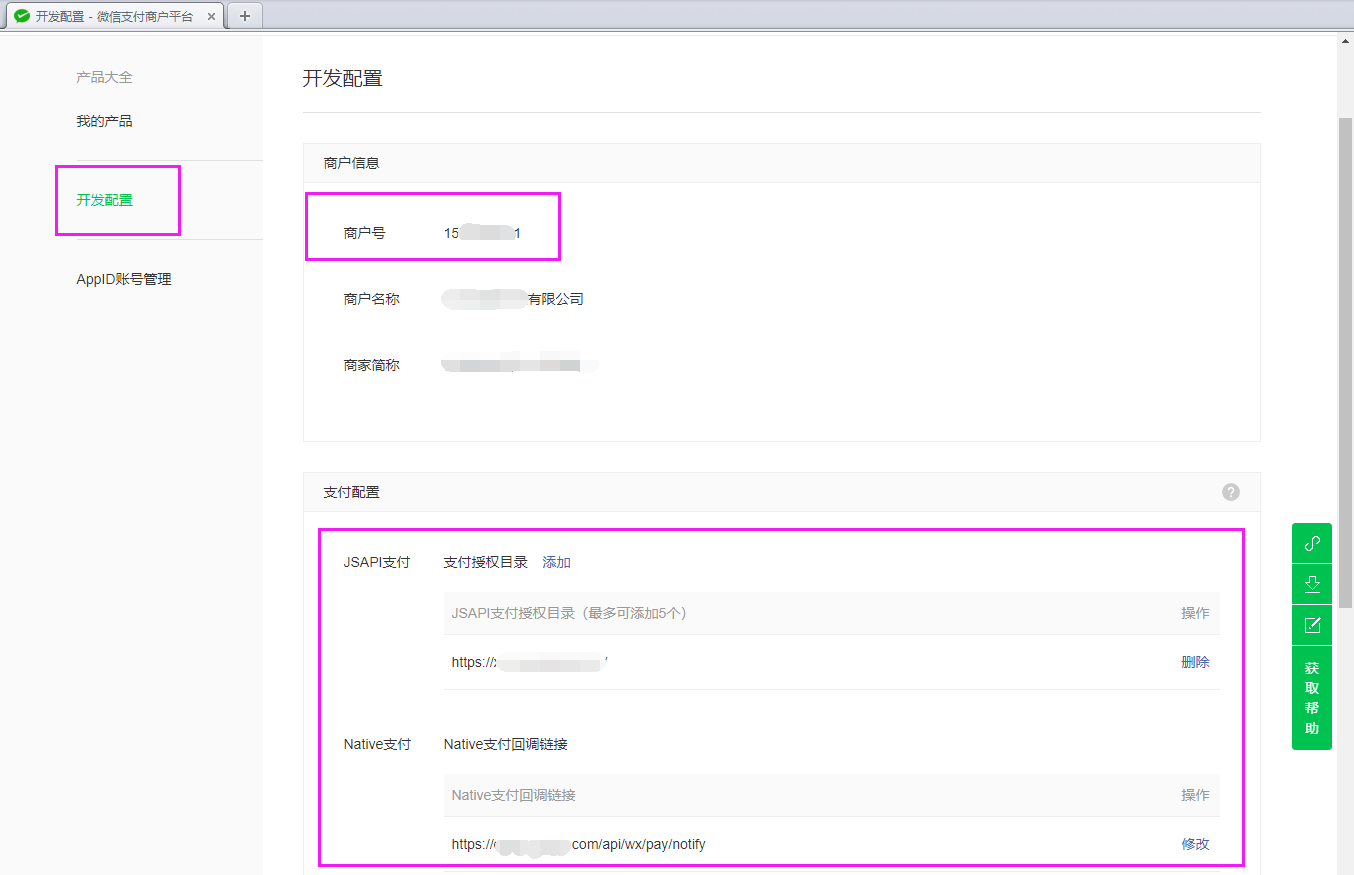 开发配置 - 微信支付商户平台
产品大全
我的产品
开发配置
AppID账号管理
开发配置
商户信息
商户号 15 1
商户名称 有限公司
商家简称
支付配置
JSAPI支付 支付授权目录 添加
JSAPI支付授权目录（最多可添加5个） 操作
https:// / 删除
Native支付 Native支付回调链接
Native支付回调链接 操作
https:// com/api/wx/pay/notify 修改
获取帮助